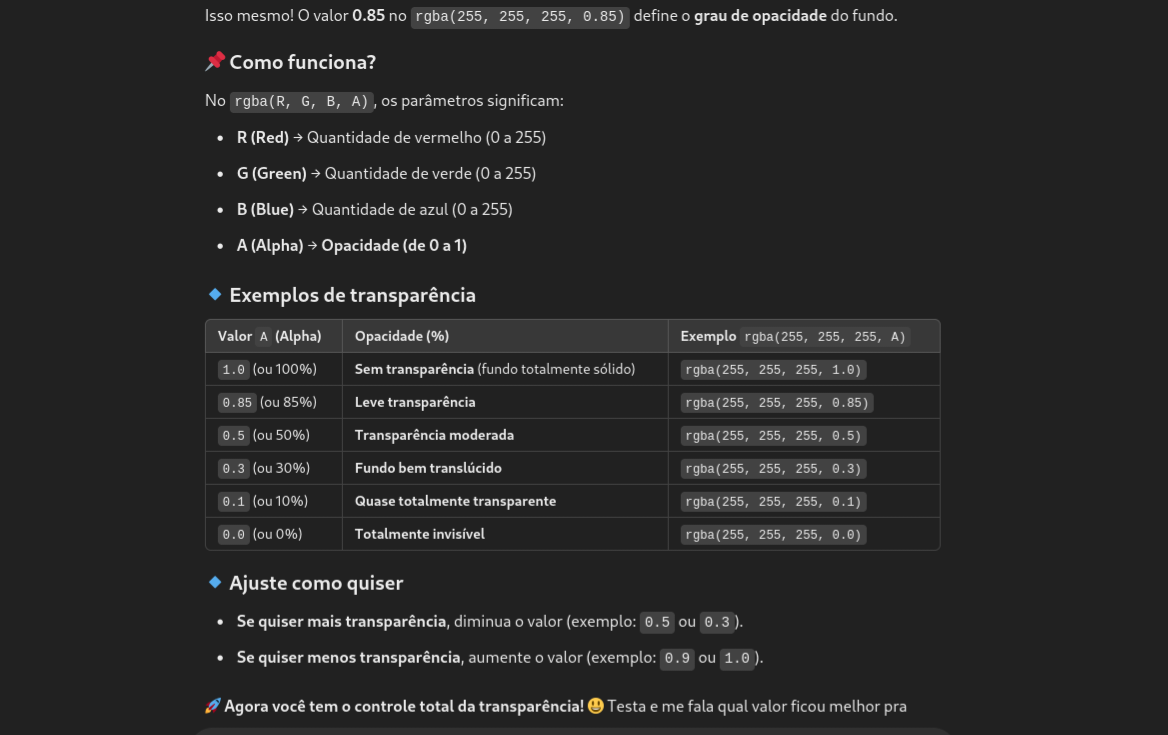 Isso mesmo! O valor 0.85 no rgba(255, 255, 255, 0.85) define o grau de opacidade do fundo.
📌 Como funciona?
No rgba(R, G, B, A), os parâmetros significam:
• R (Red) → Quantidade de vermelho (0 a 255)
• G (Green) → Quantidade de verde (0 a 255)
• B (Blue) → Quantidade de azul (0 a 255)
• A (Alpha) → Opacidade (de 0 a 1)
🔹 Exemplos de transparência
Valor A (Alpha) Opacidade (%) Exemplo rgba(255, 255, 255, A)
1.0 (ou 100%) Sem transparência (fundo totalmente sólido) rgba(255, 255, 255, 1.0)
0.85 (ou 85%) Leve transparência rgba(255, 255, 255, 0.85)
0.5 (ou 50%) Transparência moderada rgba(255, 255, 255, 0.5)
0.3 (ou 30%) Fundo bem translúcido rgba(255, 255, 255, 0.3)
0.1 (ou 10%) Quase totalmente transparente rgba(255, 255, 255, 0.1)
0.0 (ou 0%) Totalmente invisível rgba(255, 255, 255, 0.0)
🔹 Ajuste como quiser
• Se quiser mais transparência, diminua o valor (exemplo: 0.5 ou 0.3).
• Se quiser menos transparência, aumente o valor (exemplo: 0.9 ou 1.0).
🚀 Agora você tem o controle total da transparência! 😃 Testa e me fala qual valor ficou melhor pra